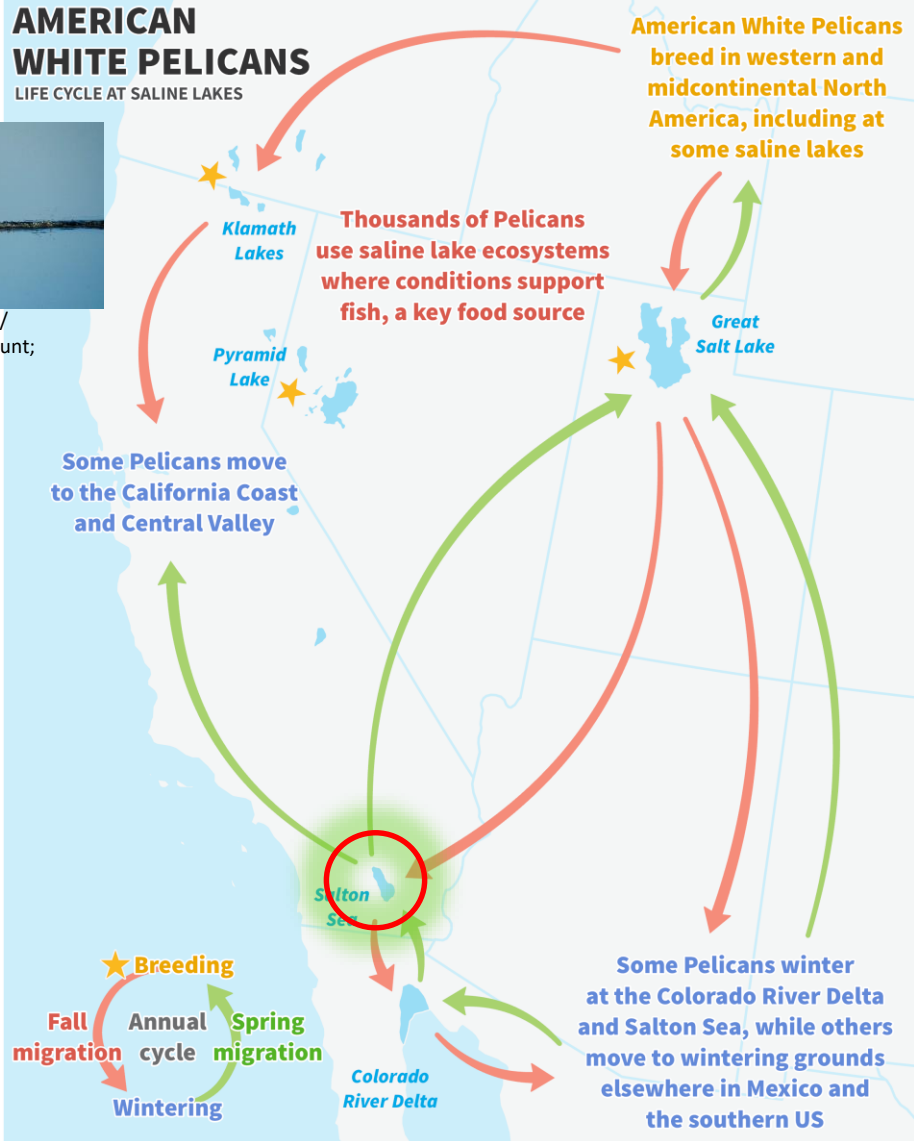 AMERICAN
WHITE PELICANS
LIFE CYCLE AT SALINE LAKES
/
unt;
American White Pelicans
breed in western and
midcontinental North
America, including at
some saline lakes
Klamath
Lakes
Thousands of Pelicans
use saline lake ecosystems
where conditions support
fish, a key food source
Great
Salt Lake
Pyramid
Lake
Some Pelicans move
to the California Coast
and Central Valley
Salton
Sea
Breeding
Fall
migration
Annual
cycle
Spring
migration
Wintering
Colorado
River Delta
Some Pelicans winter
at the Colorado River Delta
and Salton Sea, while others
move to wintering grounds
elsewhere in Mexico and
the southern US